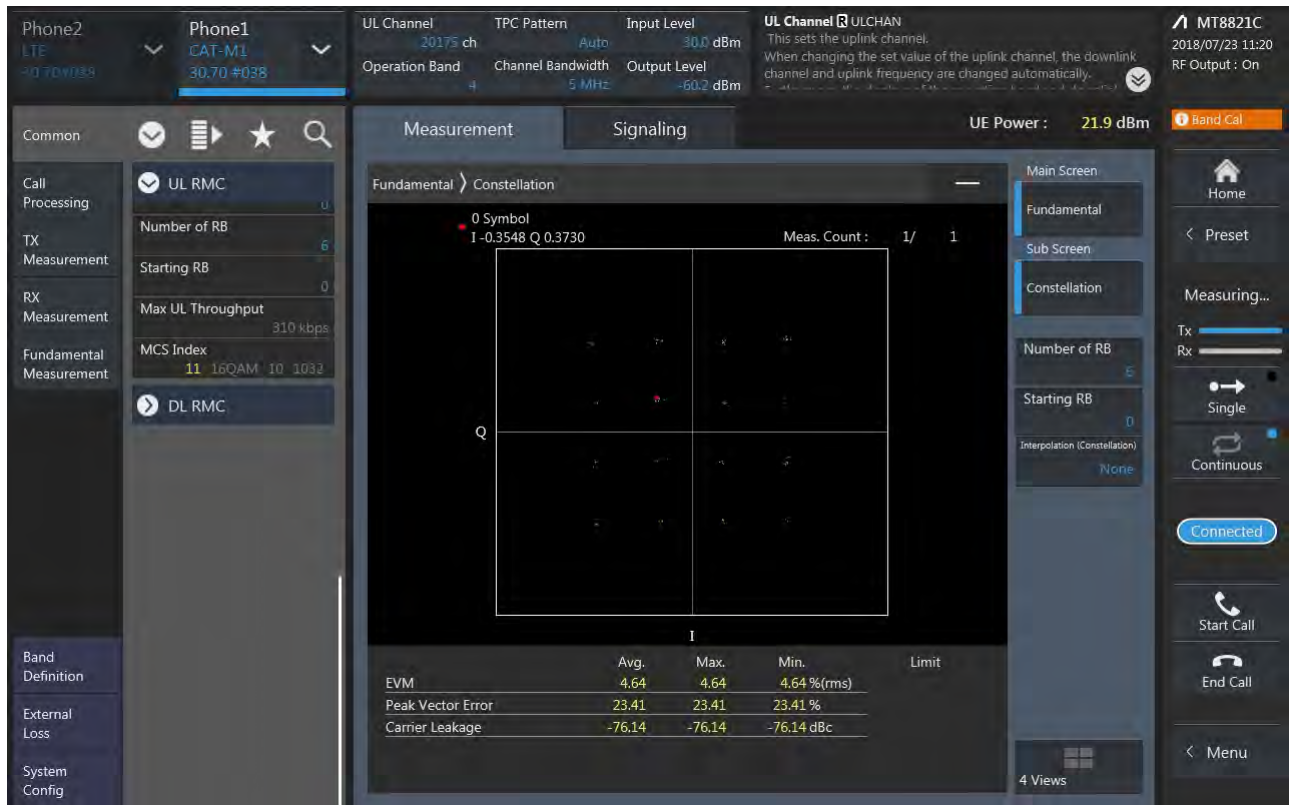 Phone2
LTE
Phone1
CAT-M1
30.70 #038
UL Channel
20175 ch
TPC Pattern
Auto
Input Level
30.0 dBm
Operation Band
4
Channel Bandwidth
5 MHz
Output Level
-60.2 dBm
UL Channel R ULCHAN
This sets the uplink channel.
When changing the set value of the uplink channel, the downlink
channel and uplink frequency are changed automatically.
MT8821C
2018/07/23 11:20
RF Output : On
Common
Measurement
Signaling
UE Power : 21.9 dBm
Band Cal
Call
Processing
TX
Measurement
RX
Measurement
Fundamental
Measurement
UL RMC
0
Number of RB
6
Starting RB
0
Max UL Throughput
310 kbps
MCS Index
11 16QAM 10 1032
DL RMC
Fundamental Constellation
0 Symbol
I -0.3548 Q 0.3730
Meas. Count : 1/ 1
Q
I
Avg. Max. Min. Limit
EVM 4.64 4.64 4.64 %(rms)
Peak Vector Error 23.41 23.41 23.41 %
Carrier Leakage -76.14 -76.14 -76.14 dBc
Main Screen
Fundamental
Sub Screen
Constellation
Number of RB
6
Starting RB
0
Interpolation (Constellation)
None
4 Views
Home
< Preset
Measuring...
Tx
Rx
Single
Continuous
Connected
Start Call
End Call
< Menu
Band
Definition
External
Loss
System
Config